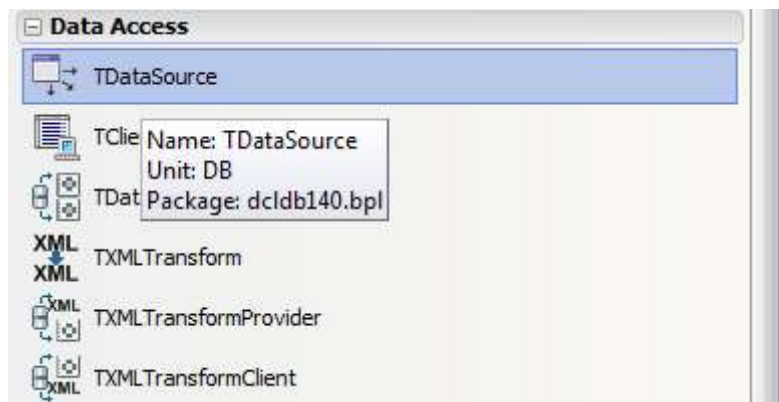 Data Access
TDataSource
TClie
Name: TDataSource
Unit: DB
TDat
Package: dcldb140.bpl
XML
XML
TXMLTransform
XML
TXMLTransformProvider
XML
TXMLTransformClient